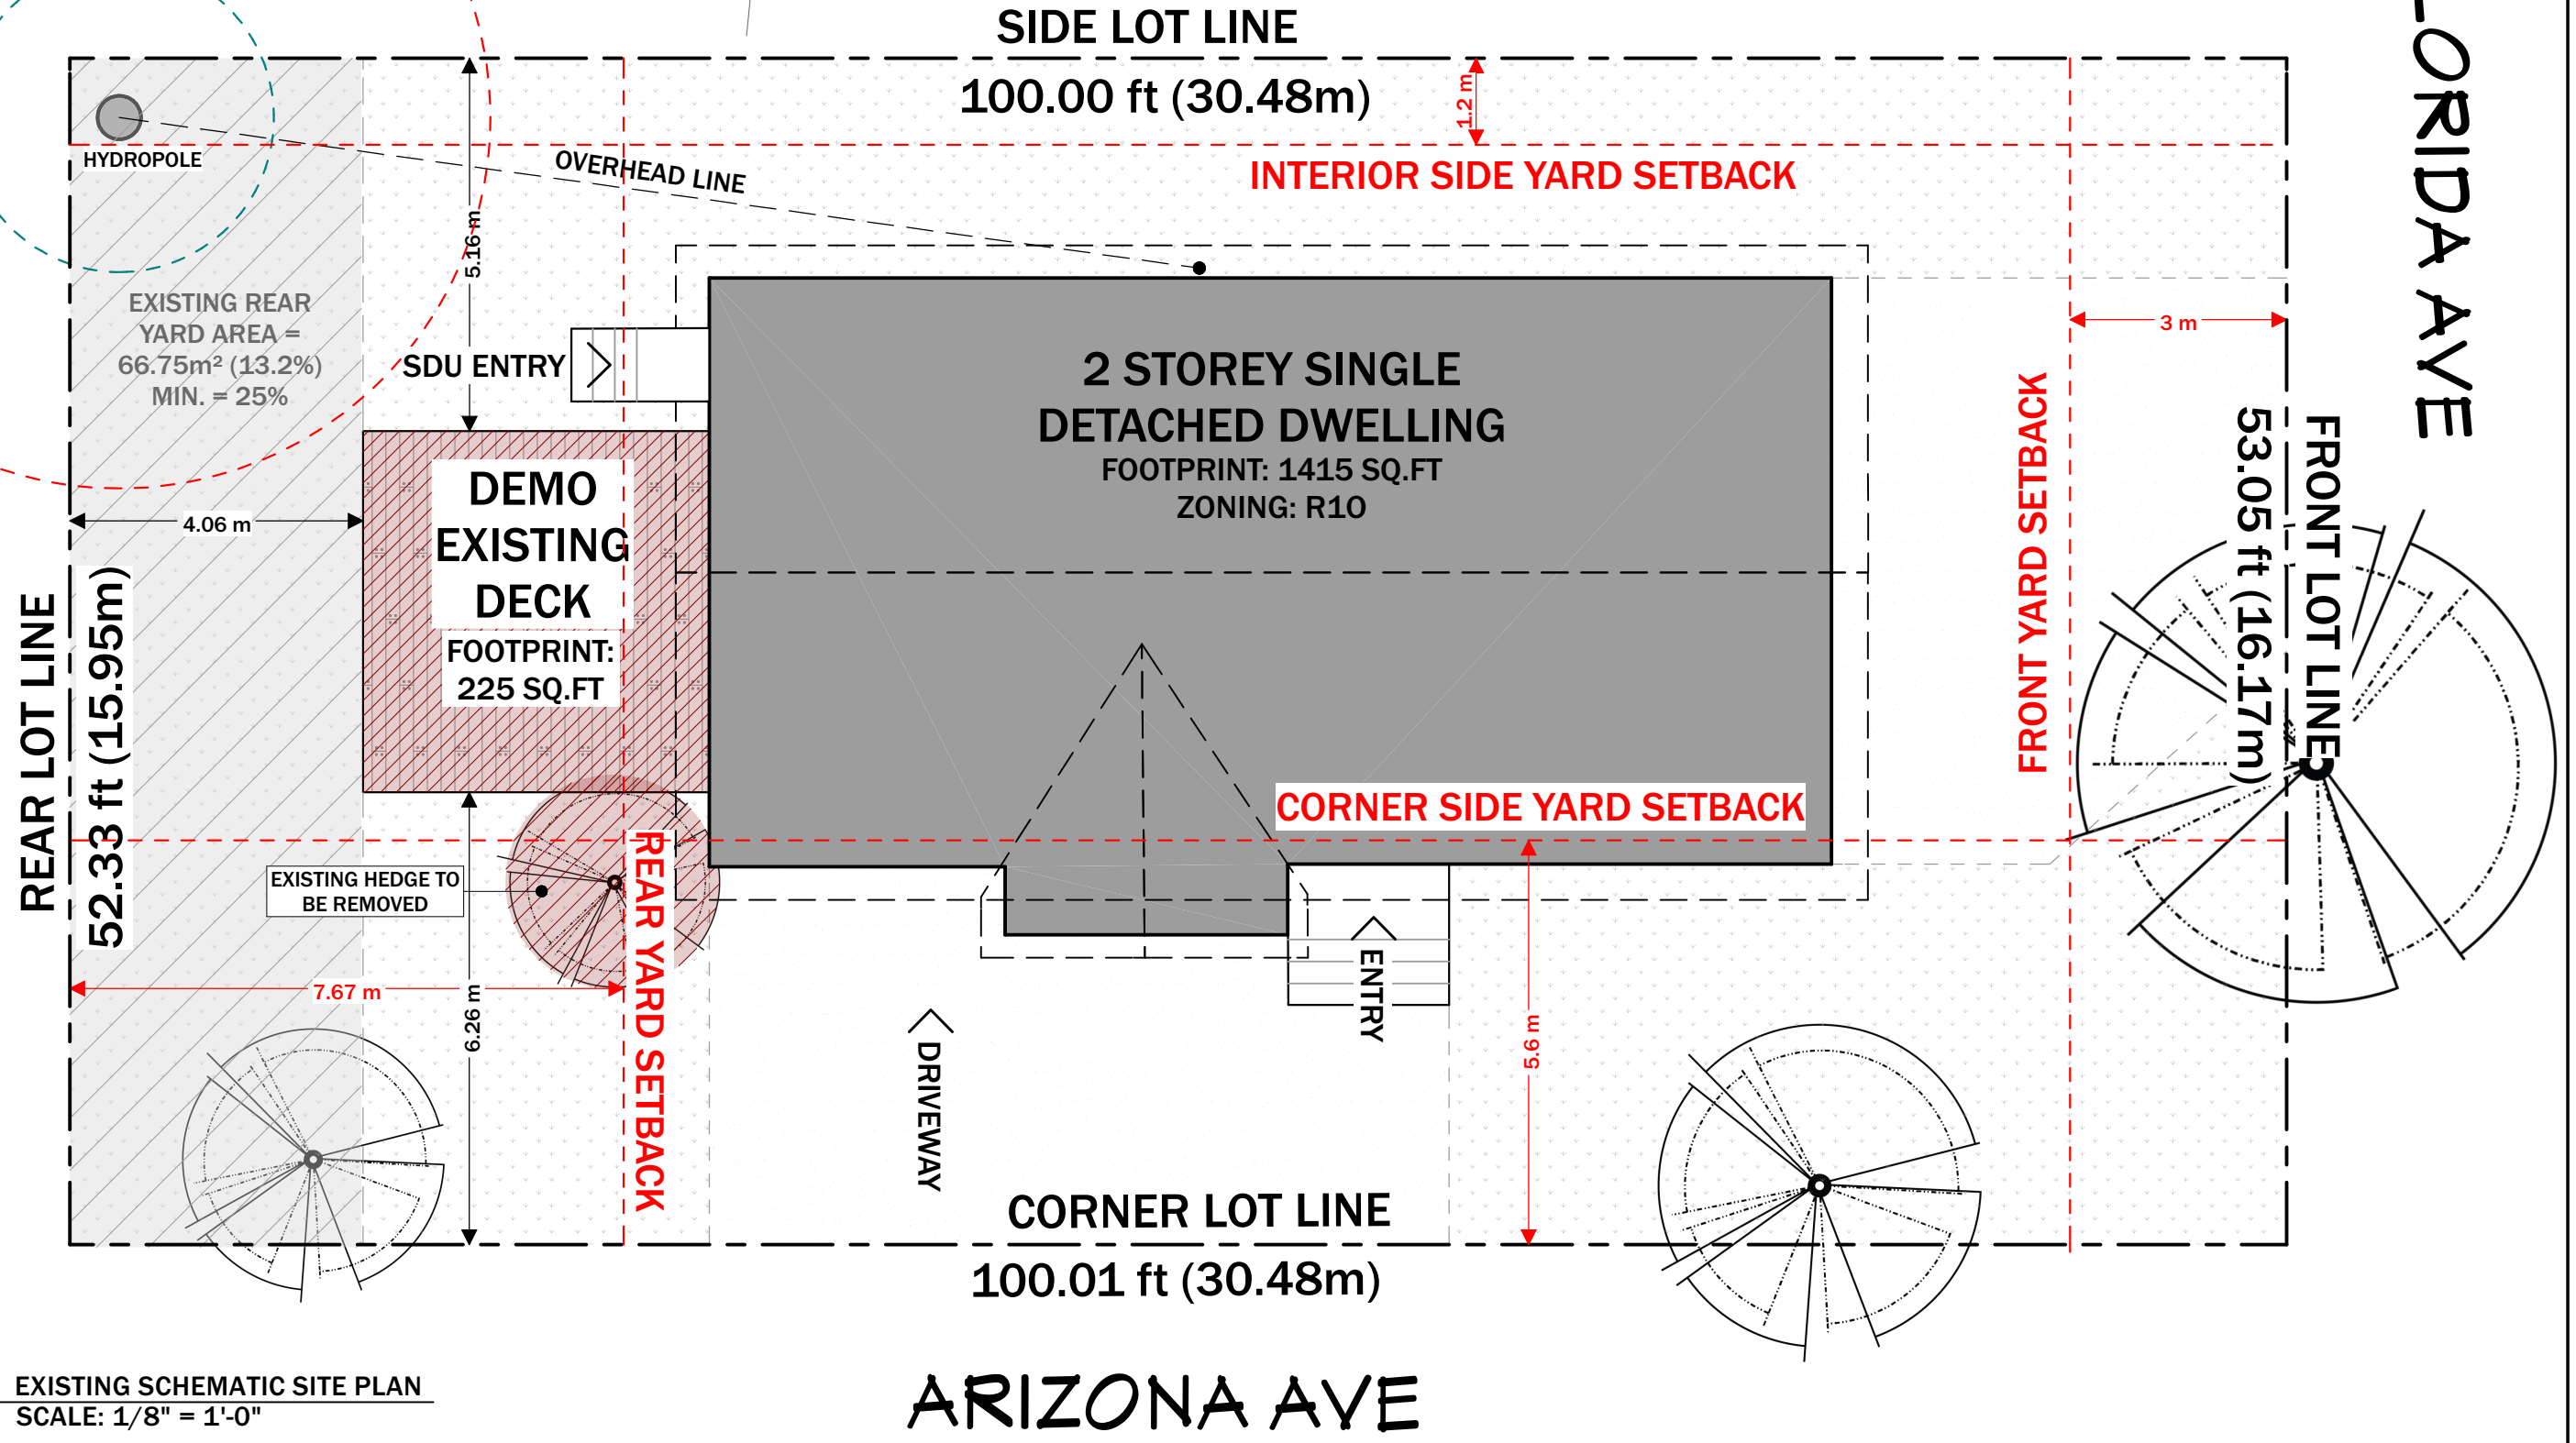 SIDE LOT LINE
100.00 ft (30.48m)
1.2 m
INTERIOR SIDE YARD SETBACK
HYDROPOLE
OVERHEAD LINE
5.16 m
EXISTING REAR
YARD AREA =
66.75m² (13.2%)
MIN. = 25%
SDU ENTRY
2 STOREY SINGLE
DETACHED DWELLING
FOOTPRINT: 1415 SQ.FT
ZONING: R1O
3 m
LORIDA AVE
FRONT YARD SETBACK
53.05 ft (16.17m)
FRONT LOT LINE
4.06 m
DEMO
EXISTING
DECK
FOOTPRINT:
225 SQ.FT
REAR LOT LINE
52.33 ft (15.95m)
CORNER SIDE YARD SETBACK
EXISTING HEDGE TO
BE REMOVED
REAR YARD SETBACK
7.67 m
6.26 m
ENTRY
DRIVEWAY
5.6 m
CORNER LOT LINE
100.01 ft (30.48m)
EXISTING SCHEMATIC SITE PLAN
SCALE: 1/8" = 1'-0"
ARIZONA AVE